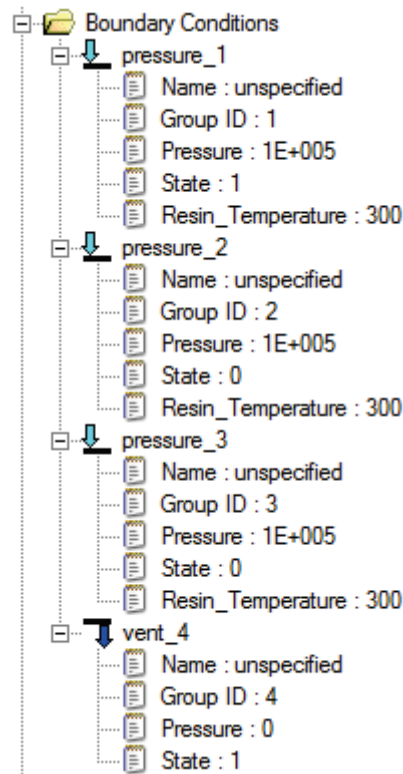 Boundary Conditions
pressure_1
Name : unspecified
Group ID : 1
Pressure : 1E+005
State : 1
Resin_Temperature : 300
pressure_2
Name : unspecified
Group ID : 2
Pressure : 1E+005
State : 0
Resin_Temperature : 300
pressure_3
Name : unspecified
Group ID : 3
Pressure : 1E+005
State : 0
Resin_Temperature : 300
vent_4
Name : unspecified
Group ID : 4
Pressure : 0
State : 1